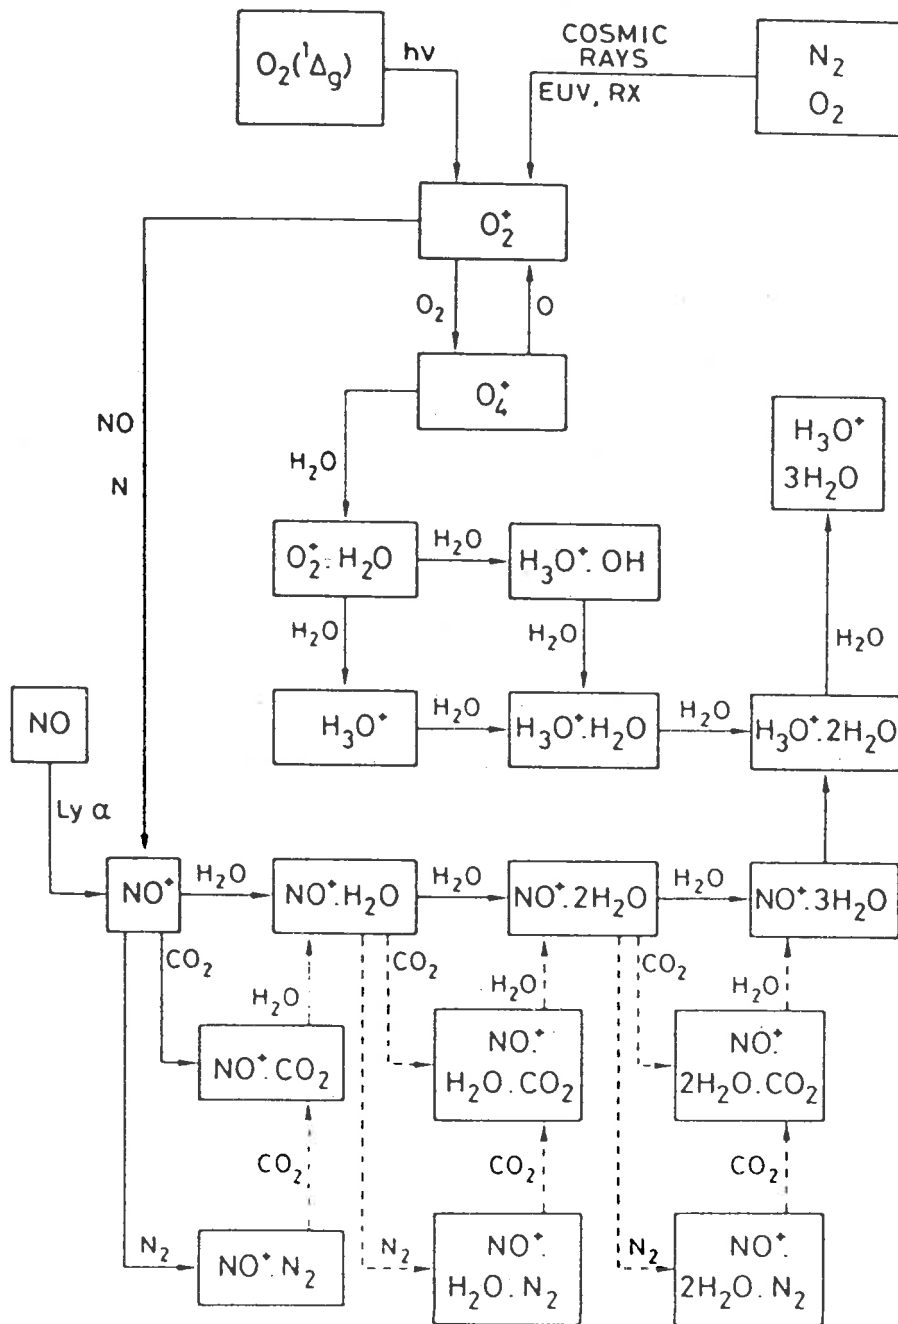 O₂(¹Δg)
hν
COSMIC
RAYS
EUV, RX
N₂
O₂
O₂⁺
O₂
O
O₄⁺
NO
N
H₂O
H₃O⁺
3H₂O
O₂⁺.H₂O
H₂O
H₃O⁺.OH
H₂O
H₂O
H₂O
NO
H₃O⁺
H₂O
H₃O⁺.H₂O
H₂O
H₃O⁺.2H₂O
Ly α
NO⁺
H₂O
NO⁺.H₂O
H₂O
NO⁺.2H₂O
H₂O
NO⁺.3H₂O
CO₂
H₂O
CO₂
H₂O
CO₂
H₂O
NO⁺.CO₂
NO⁺.
H₂O.CO₂
NO⁺.
2H₂O.CO₂
CO₂
CO₂
CO₂
N₂
NO⁺.N₂
N₂
NO⁺.
H₂O.N₂
N₂
NO⁺.
2H₂O.N₂